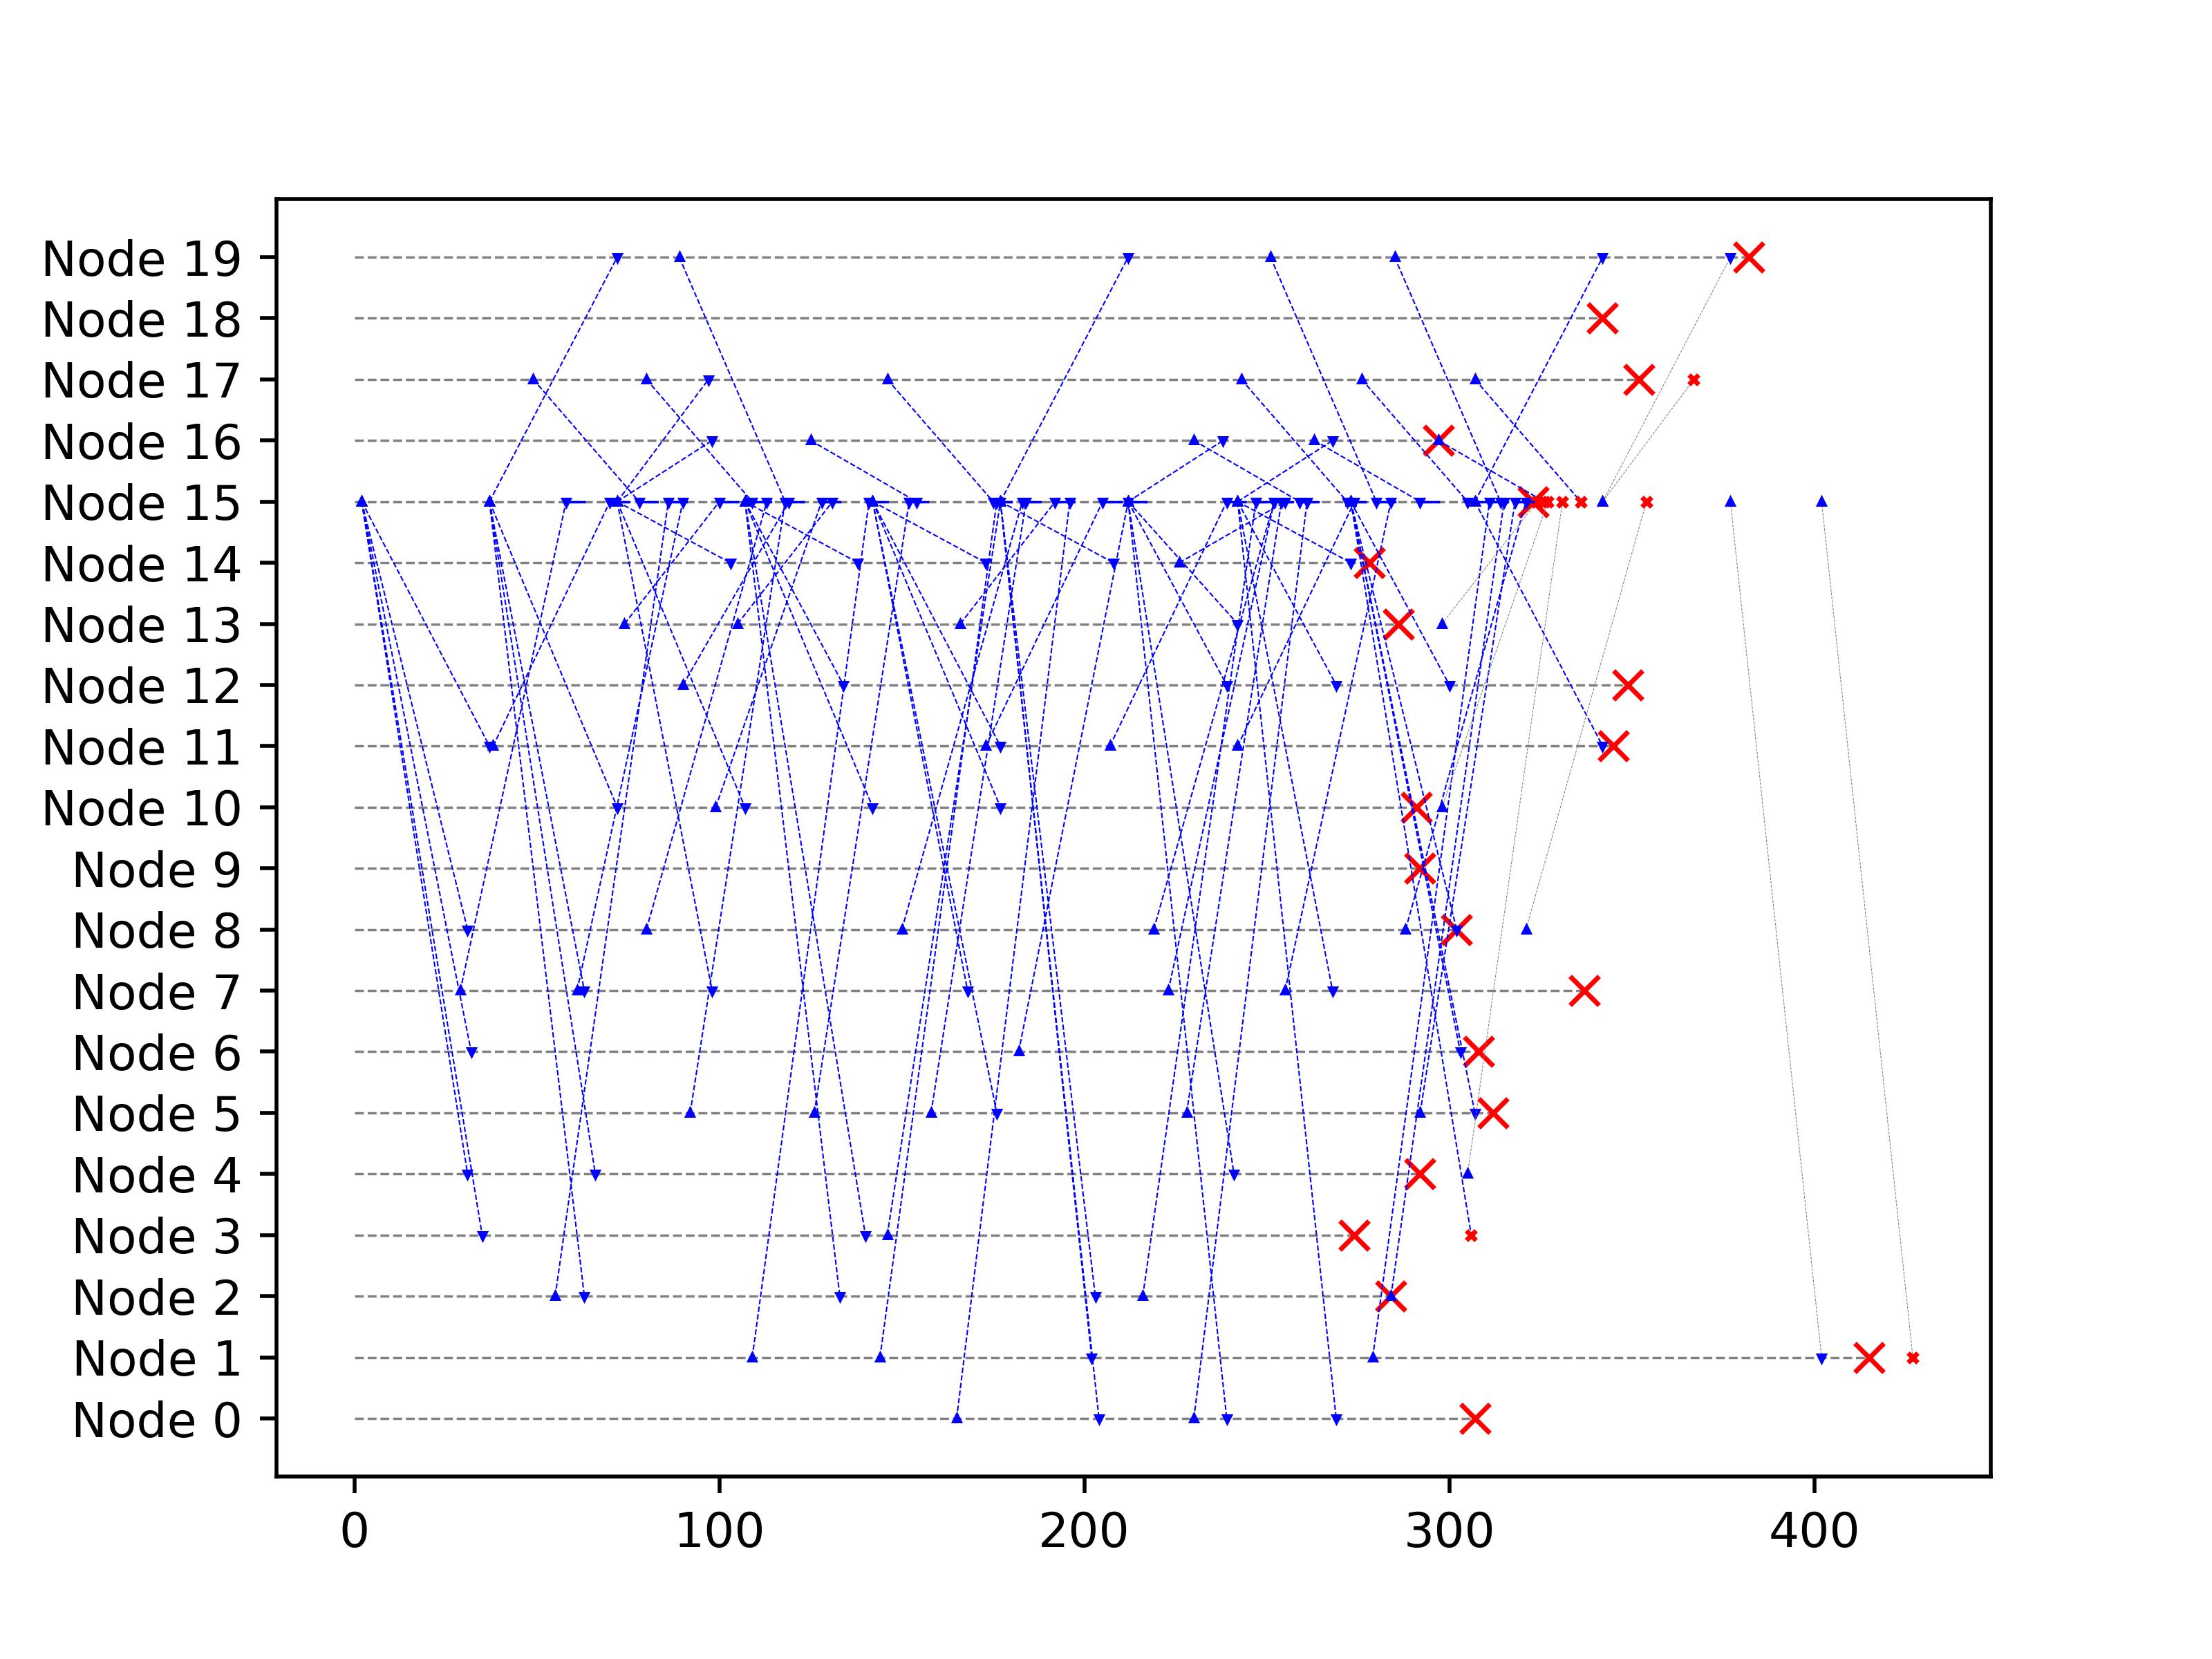 Node 19
Node 18
Node 17
Node 16
Node 15
Node 14
Node 13
Node 12
Node 11
Node 10
Node 9
Node 8
Node 7
Node 6
Node 5
Node 4
Node 3
Node 2
Node 1
Node 0
0 100 200 300 400